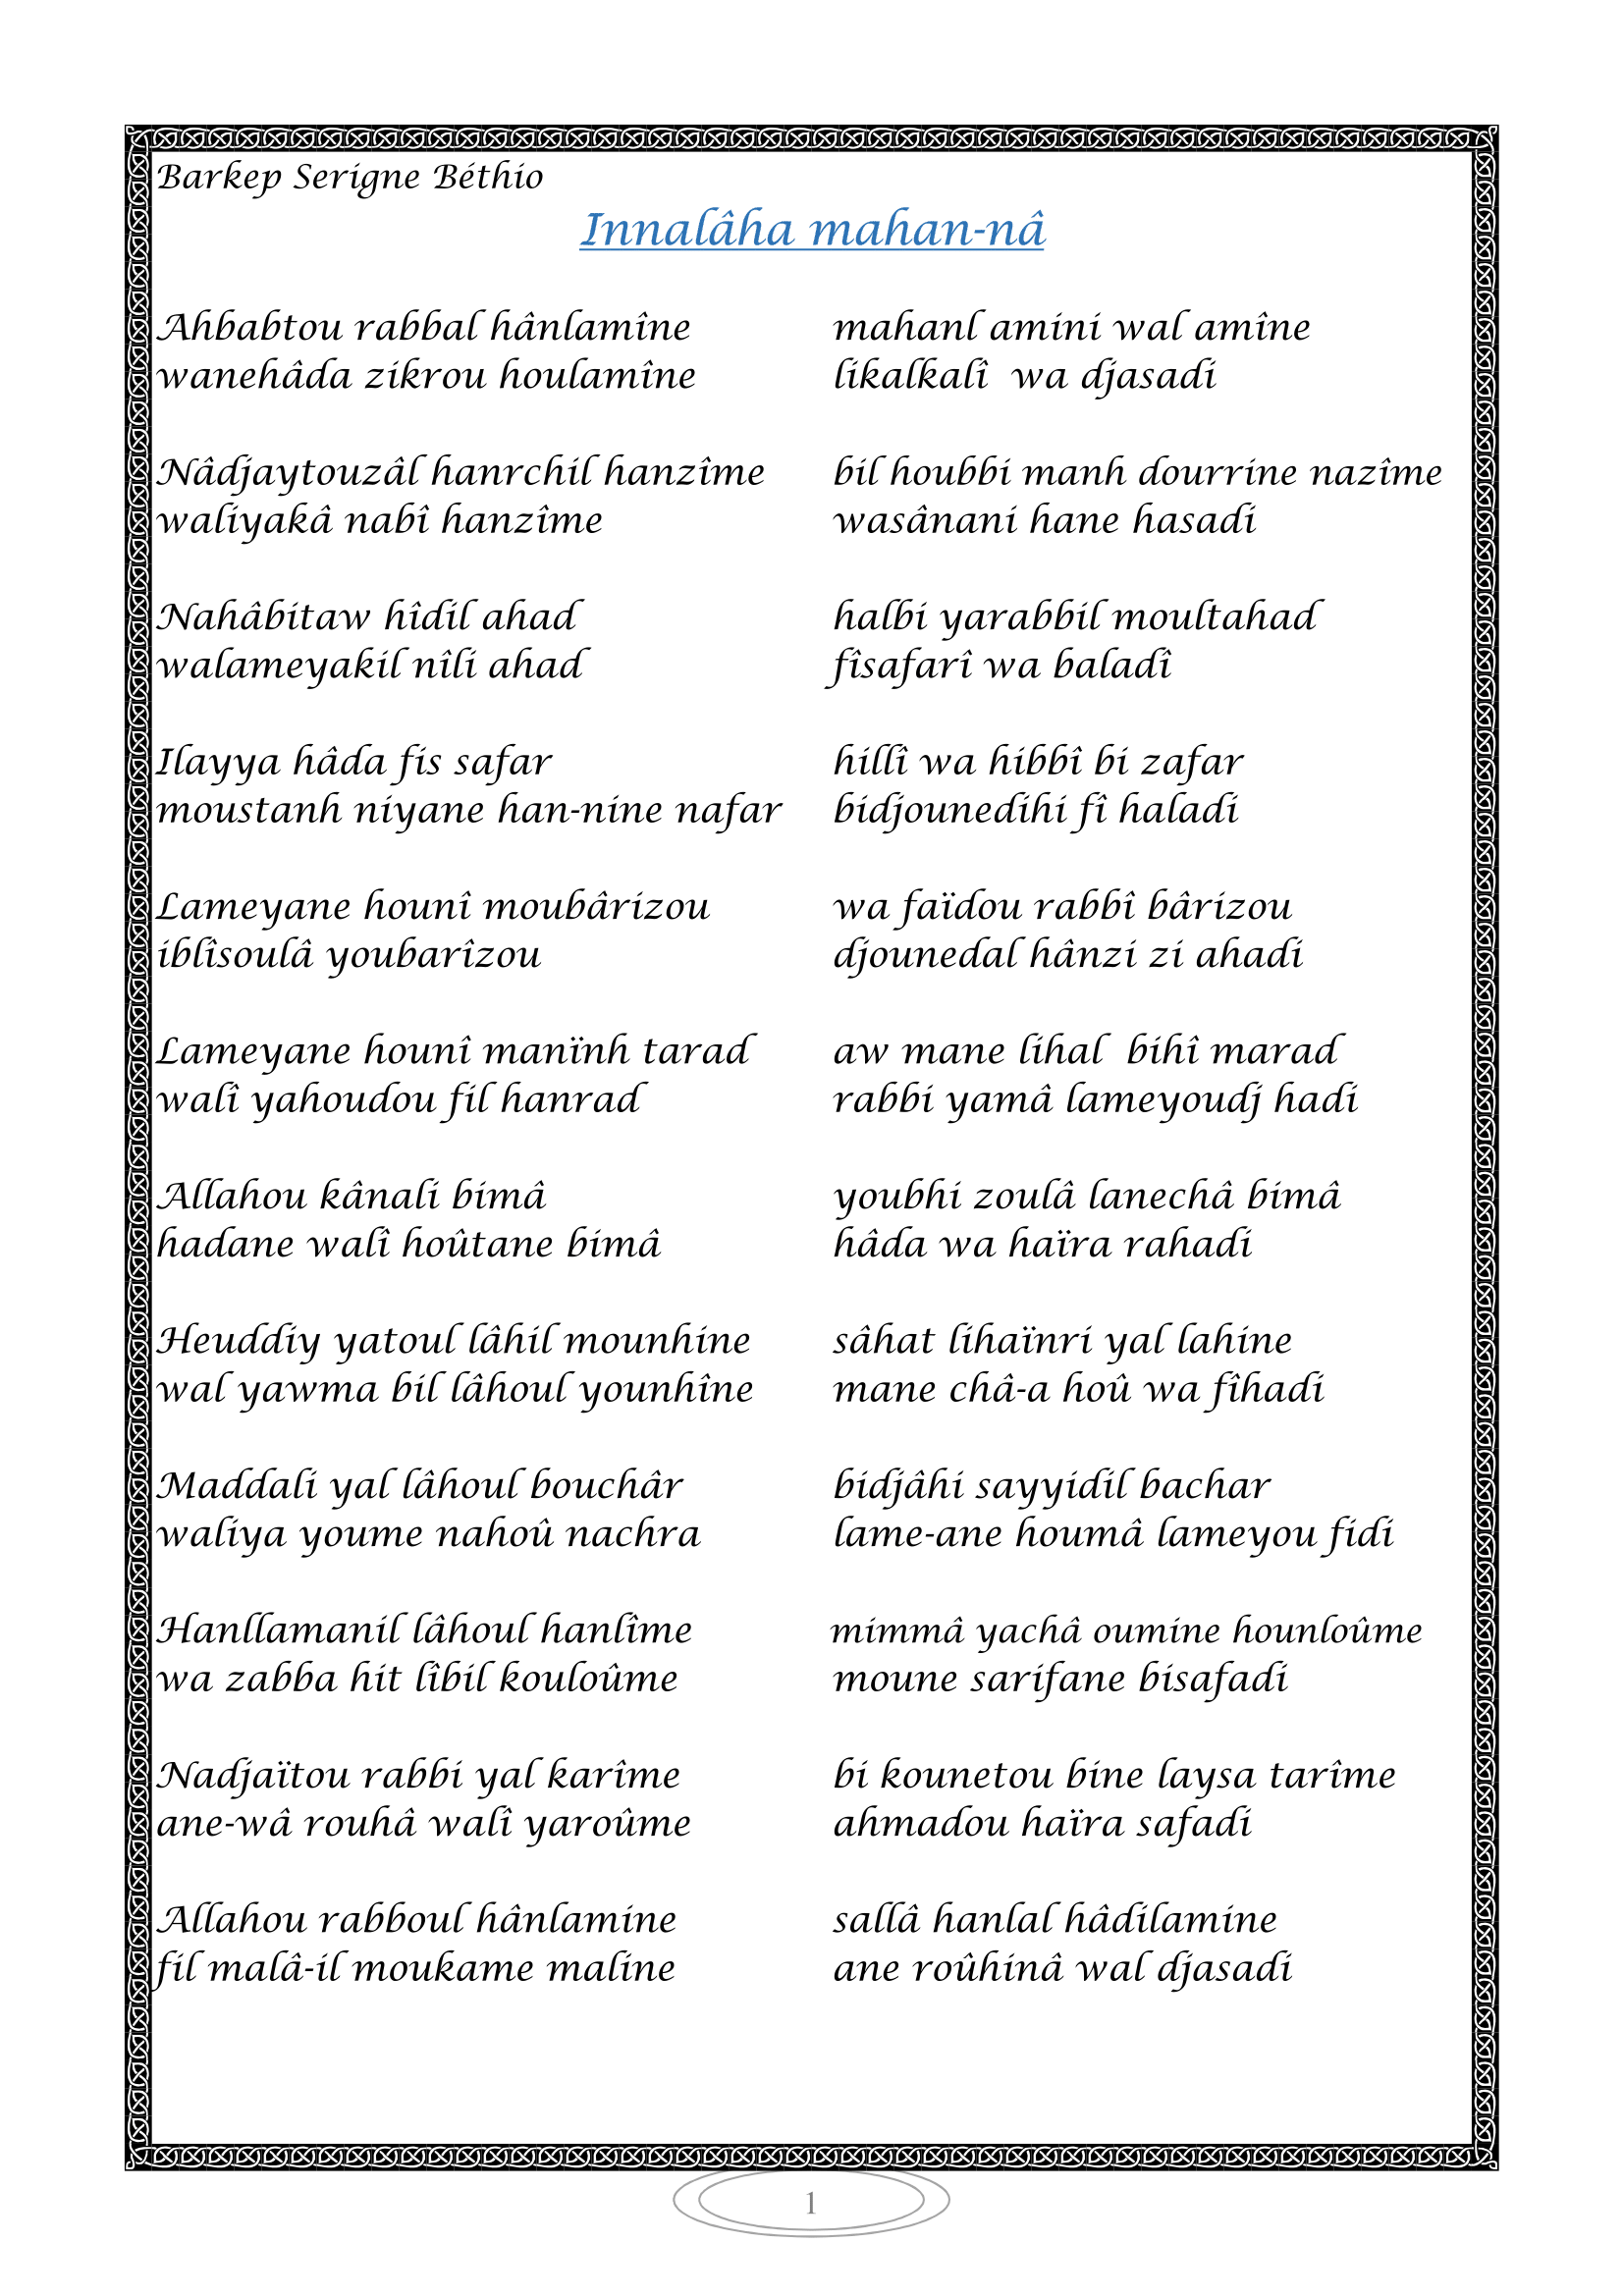 Barkep Serigne Béthio
Innalâha mahan-nâ
Ahbabtou rabbal hânlamîne mahanl amini wal amîne
wanehâda zikrou houlamîne likalkalî wa djasadi
Nâdjaytouzâl hanrchil hanzîme bil houbbi manh dourrine nazîme
waliyakâ nabî hanzîme wasânani hane hasadi
Nahâbitaw hîdil ahad halbi yarabbil moultahad
walameyakil nîli ahad fîsafarî wa baladî
Ilayya hâda fis safar hillî wa hibbî bi zafar
moustanh niyane han-nine nafar bidjounedihi fî haladi
Lameyane hounî moubârizou wa faïdou rabbî bârizou
iblîsoulâ youbarîzou djounedal hânzi zi ahadi
Lameyane hounî manïnh tarad aw mane lihal bihî marad
walî yahoudou fil hanrad rabbi yamâ lameyoudj hadi
Allahou kânali bimâ youbhi zoulâ lanechâ bimâ
hadane walî hoûtane bimâ hâda wa haïra rahadi
Heuddiy yatoul lâhil mounhine sâhat lihaïnri yal lahine
wal yawma bil lâhoul younhîne mane châ-a hoû wa fîhadi
Maddali yal lâhoul bouchâr bidjâhi sayyidil bachar
waliya youme nahoû nachra lame-ane houmâ lameyou fidi
Hanllamanil lâhoul hanlîme mimmâ yachâ oumine hounloûme
wa zabba hit lîbil kouloûme moune sarifane bisafadi
Nadjaïtou rabbi yal karîme bi kounetou bine laysa tarîme
ane-wâ rouhâ walî yaroûme ahmadou haïra safadi
Allahou rabboul hânlamine sallâ hanlal hâdilamine
fil malâ-il moukame maline ane roûhinâ wal djasadi
1